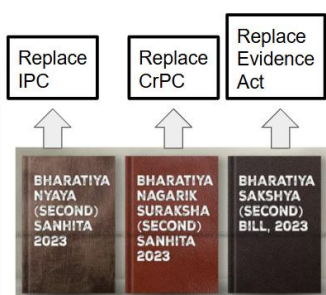 Replace
IPC
Replace
CrPC
Replace
Evidence
Act
BHARATIYA
NYAYA
(SECOND)
SANHITA
2023
BHARATIYA
NAGARIK
SURAKSHA
(SECOND)
SANHITA
2023
BHARATIYA
SAKSHYA
(SECOND)
BILL, 2023